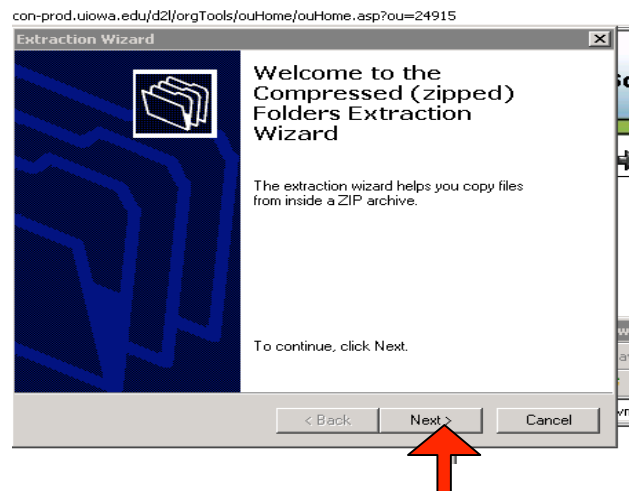 con-prod.uiowa.edu/d2l/orgTools/ouHome/ouHome.asp?ou=24915
Extraction Wizard
Welcome to the
Compressed (zipped)
Folders Extraction
Wizard
The extraction wizard helps you copy files
from inside a ZIP archive.
To continue, click Next.
< Back Next > Cancel